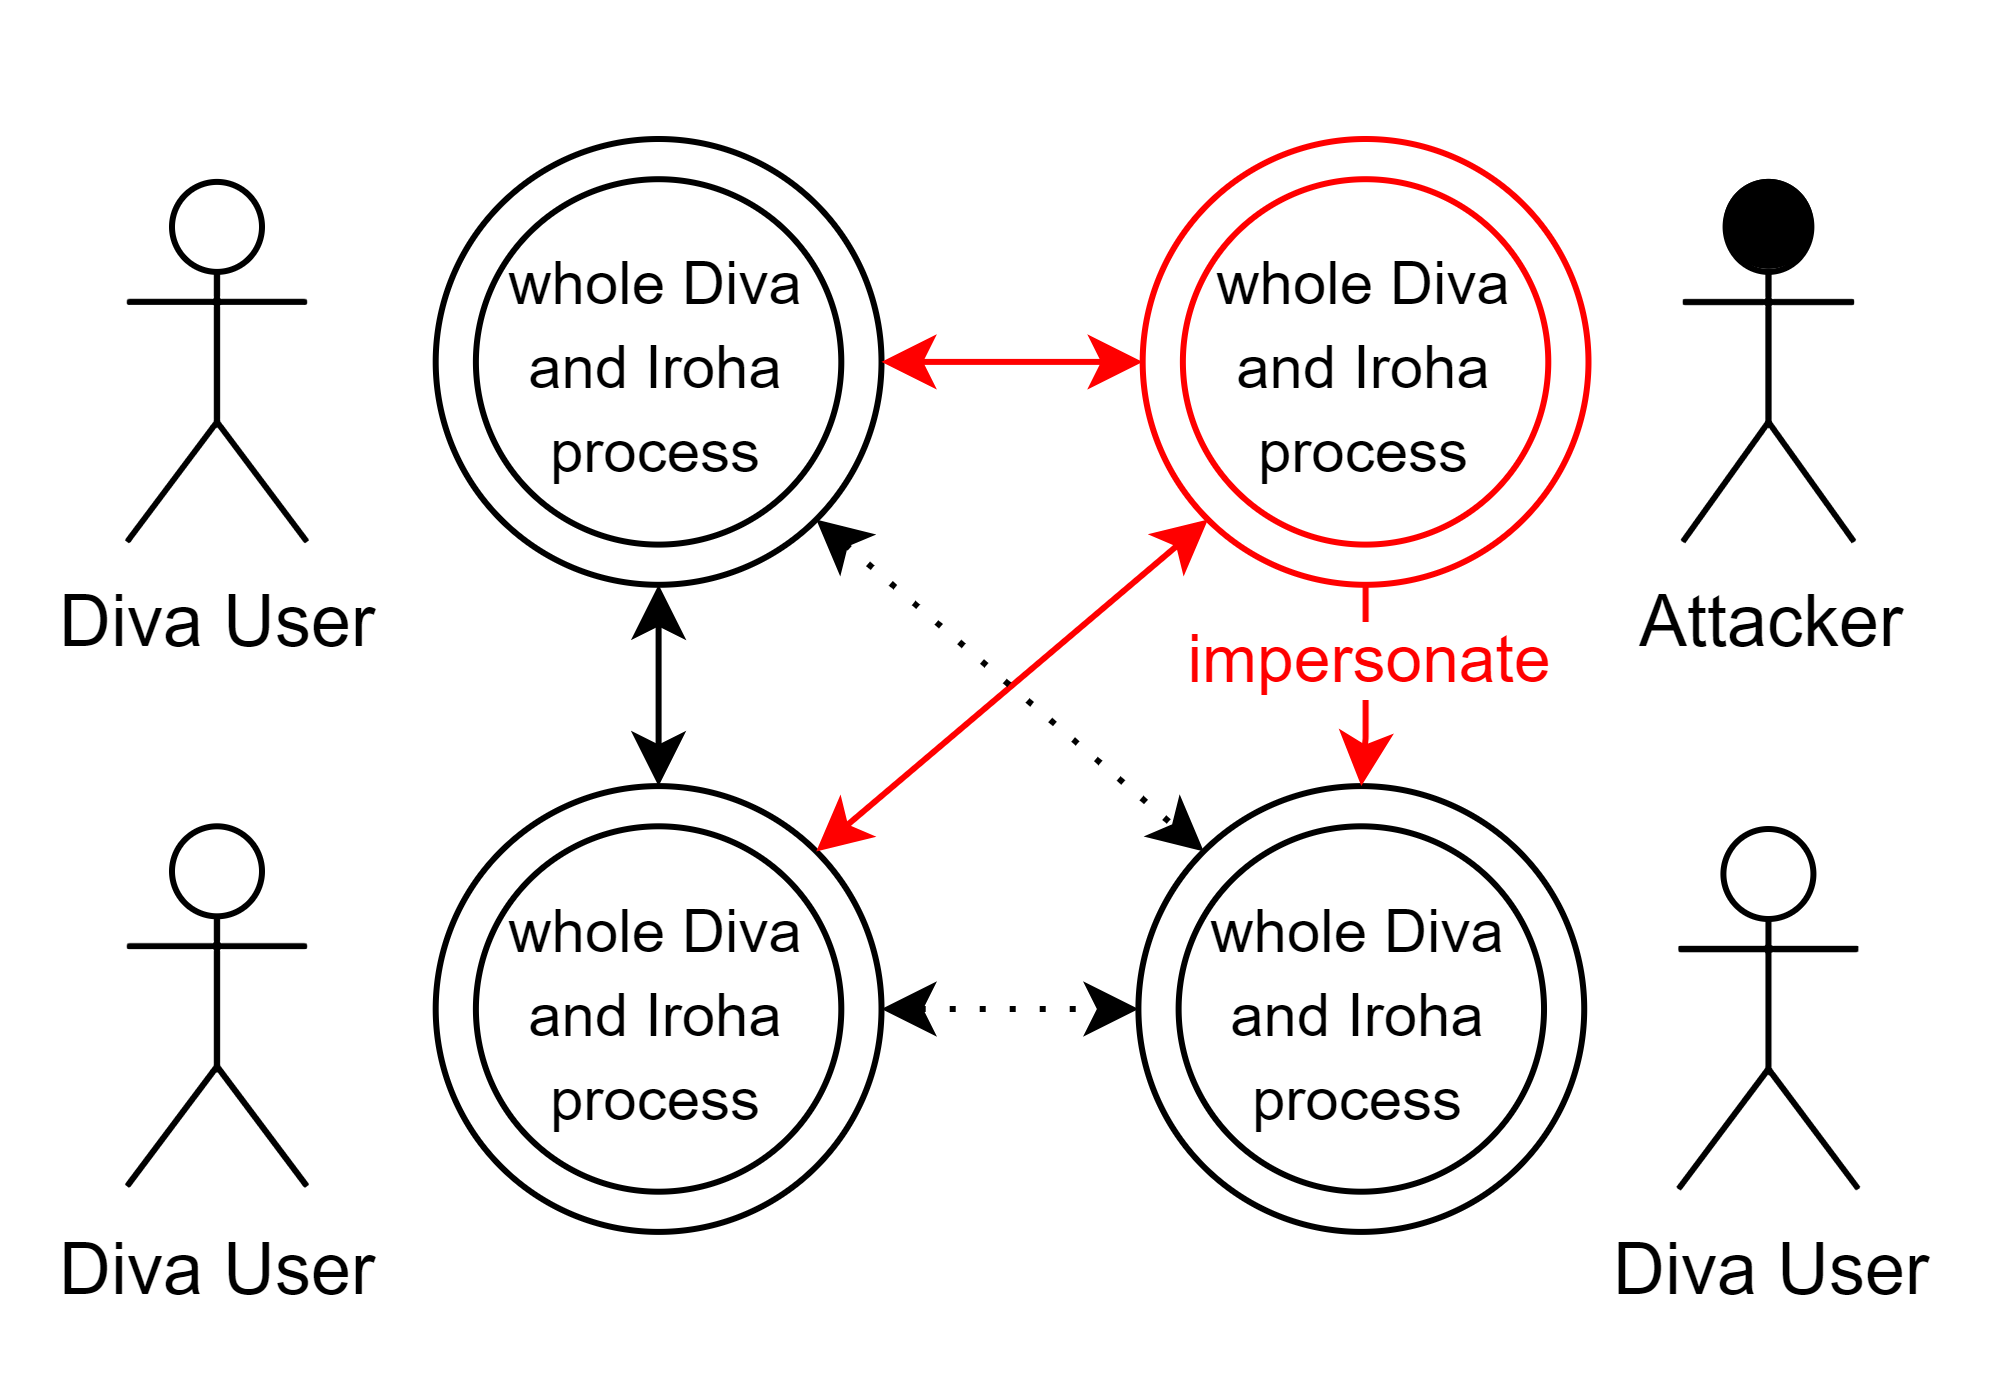 whole Diva
and Iroha
process
whole Diva
and Iroha
process
Diva User
impersonate
Attacker
whole Diva
and Iroha
process
whole Diva
and Iroha
process
Diva User
Diva User